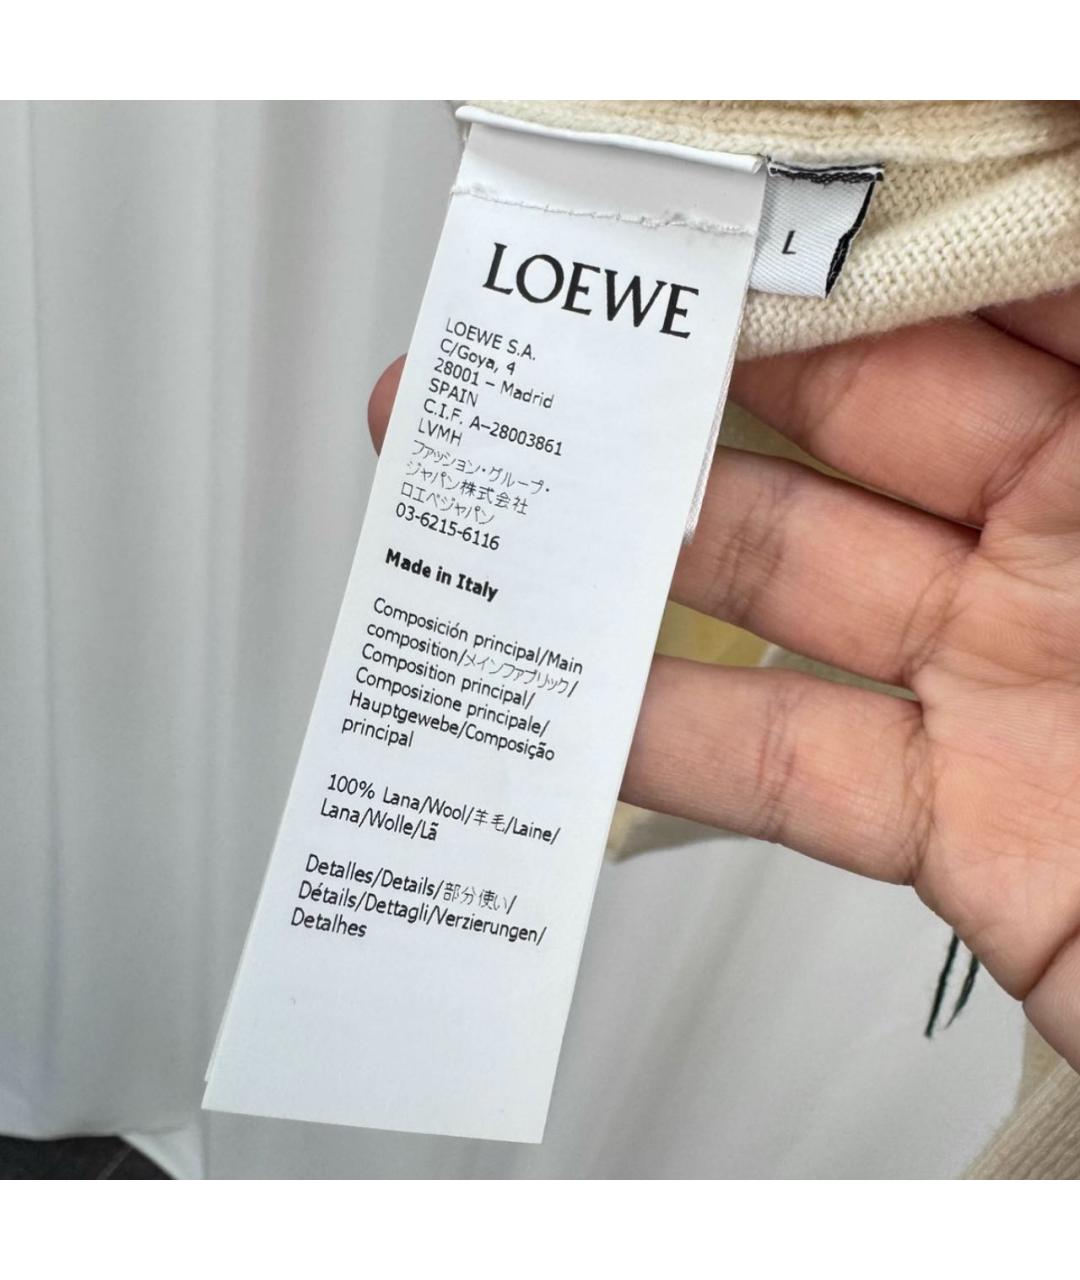 L
LOEWE
LOEWE S.A.
C/Goya, 4
28001 – Madrid
SPAIN
C.I.F. A–28003861
LVMH
ファッション・グループ・
ジャパン株式会社
ロエベジャパン
03-6215-6116
Made in Italy
Composición principal/Main
composition/メインファブリック/
Composition principal/
Composizione principale/
Hauptgewebe/Composição
principal
100% Lana/Wool/羊毛/Laine/
Lana/Wolle/Lã
Detalles/Details/部分使い/
Détails/Dettagli/Verzierungen/
Detalhes